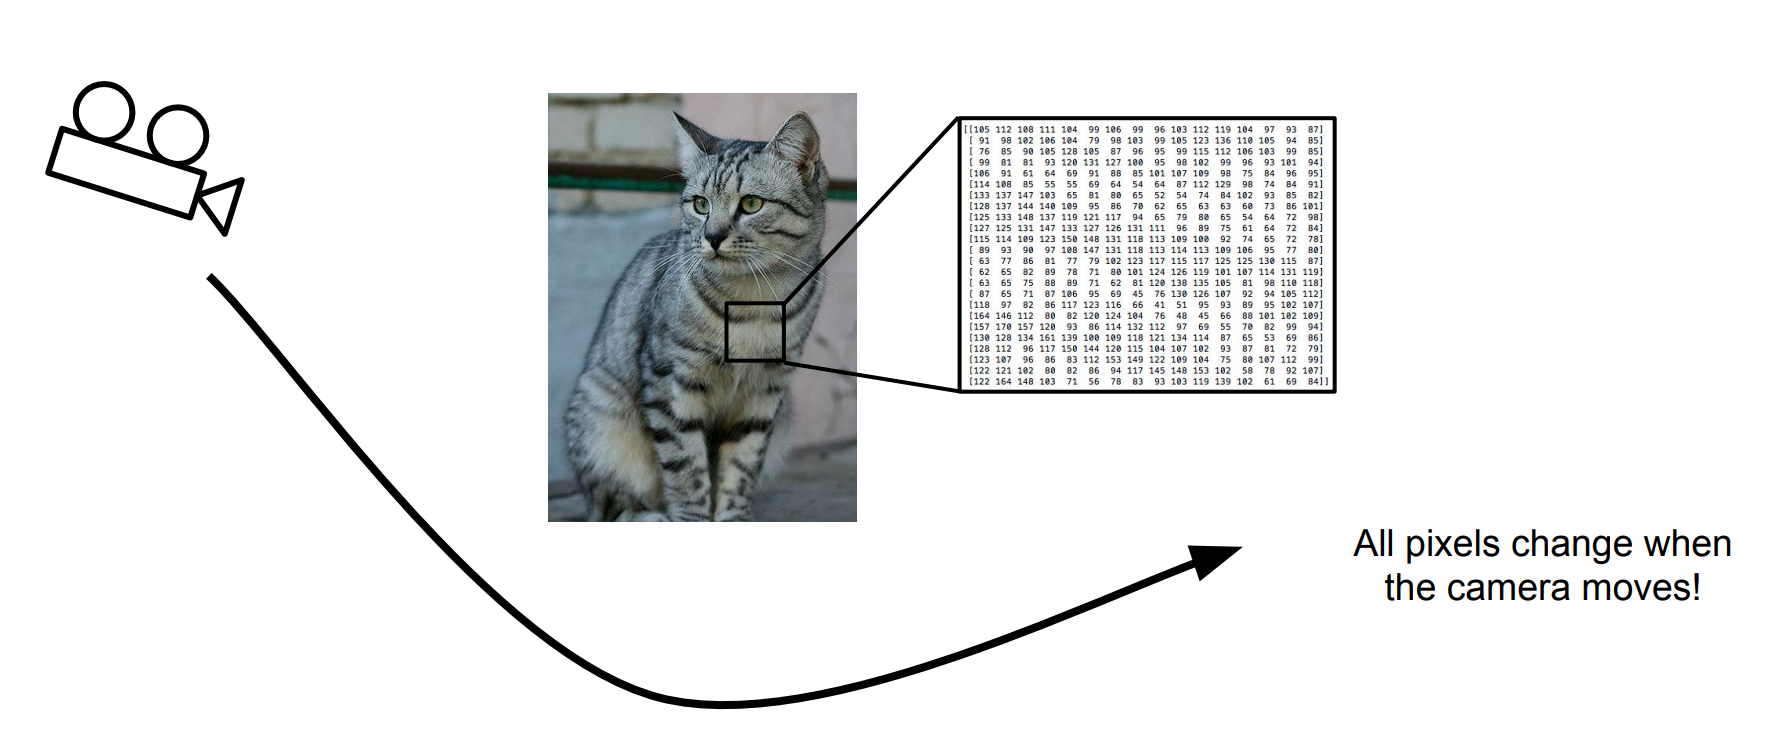 [[105 112 108 111 104 99 106 99 96 103 112 119 104 97 93 87]
[ 91 98 102 106 104 79 98 103 99 105 123 136 110 105 94 85]
[ 76 85 90 105 128 105 87 96 95 99 115 112 106 103 99 85]
[ 99 81 81 93 120 131 127 100 95 98 102 99 96 93 101 94]
[106 91 61 64 69 91 88 85 101 107 109 98 75 84 96 95]
[114 108 85 55 55 69 64 54 64 87 112 129 98 74 84 91]
[133 137 147 103 65 81 80 65 52 54 74 84 102 93 85 82]
[128 137 144 140 109 95 86 70 62 65 63 63 60 73 86 101]
[125 133 148 137 119 121 117 94 65 79 80 65 54 64 72 98]
[127 125 131 147 133 127 126 131 111 96 89 75 61 64 72 84]
[115 114 109 123 150 148 131 118 113 109 100 92 74 65 72 78]
[ 89 93 90 97 108 147 131 118 113 114 113 109 106 95 77 80]
[ 63 77 86 81 77 79 102 123 117 115 117 125 125 130 115 87]
[ 62 65 82 89 78 71 80 101 124 126 119 101 107 114 131 119]
[ 63 65 75 88 89 71 62 81 120 138 135 105 81 98 110 118]
[ 87 65 71 87 106 95 69 45 76 130 126 107 92 94 105 112]
[118 97 82 86 117 123 116 66 41 51 95 93 89 95 102 107]
[164 146 112 80 82 120 124 104 76 48 45 66 88 101 102 109]
[157 170 157 120 93 86 114 132 112 97 69 55 70 82 99 94]
[130 128 134 161 139 100 109 118 121 134 114 87 65 53 69 86]
[128 112 96 117 150 144 120 115 104 107 102 93 87 81 72 79]
[123 107 96 86 83 112 153 149 122 109 104 75 80 107 112 99]
[122 121 102 80 82 86 94 117 145 148 153 102 58 78 92 107]
[122 164 148 103 71 56 78 83 93 103 119 139 102 61 69 84]]
All pixels change when
the camera moves!